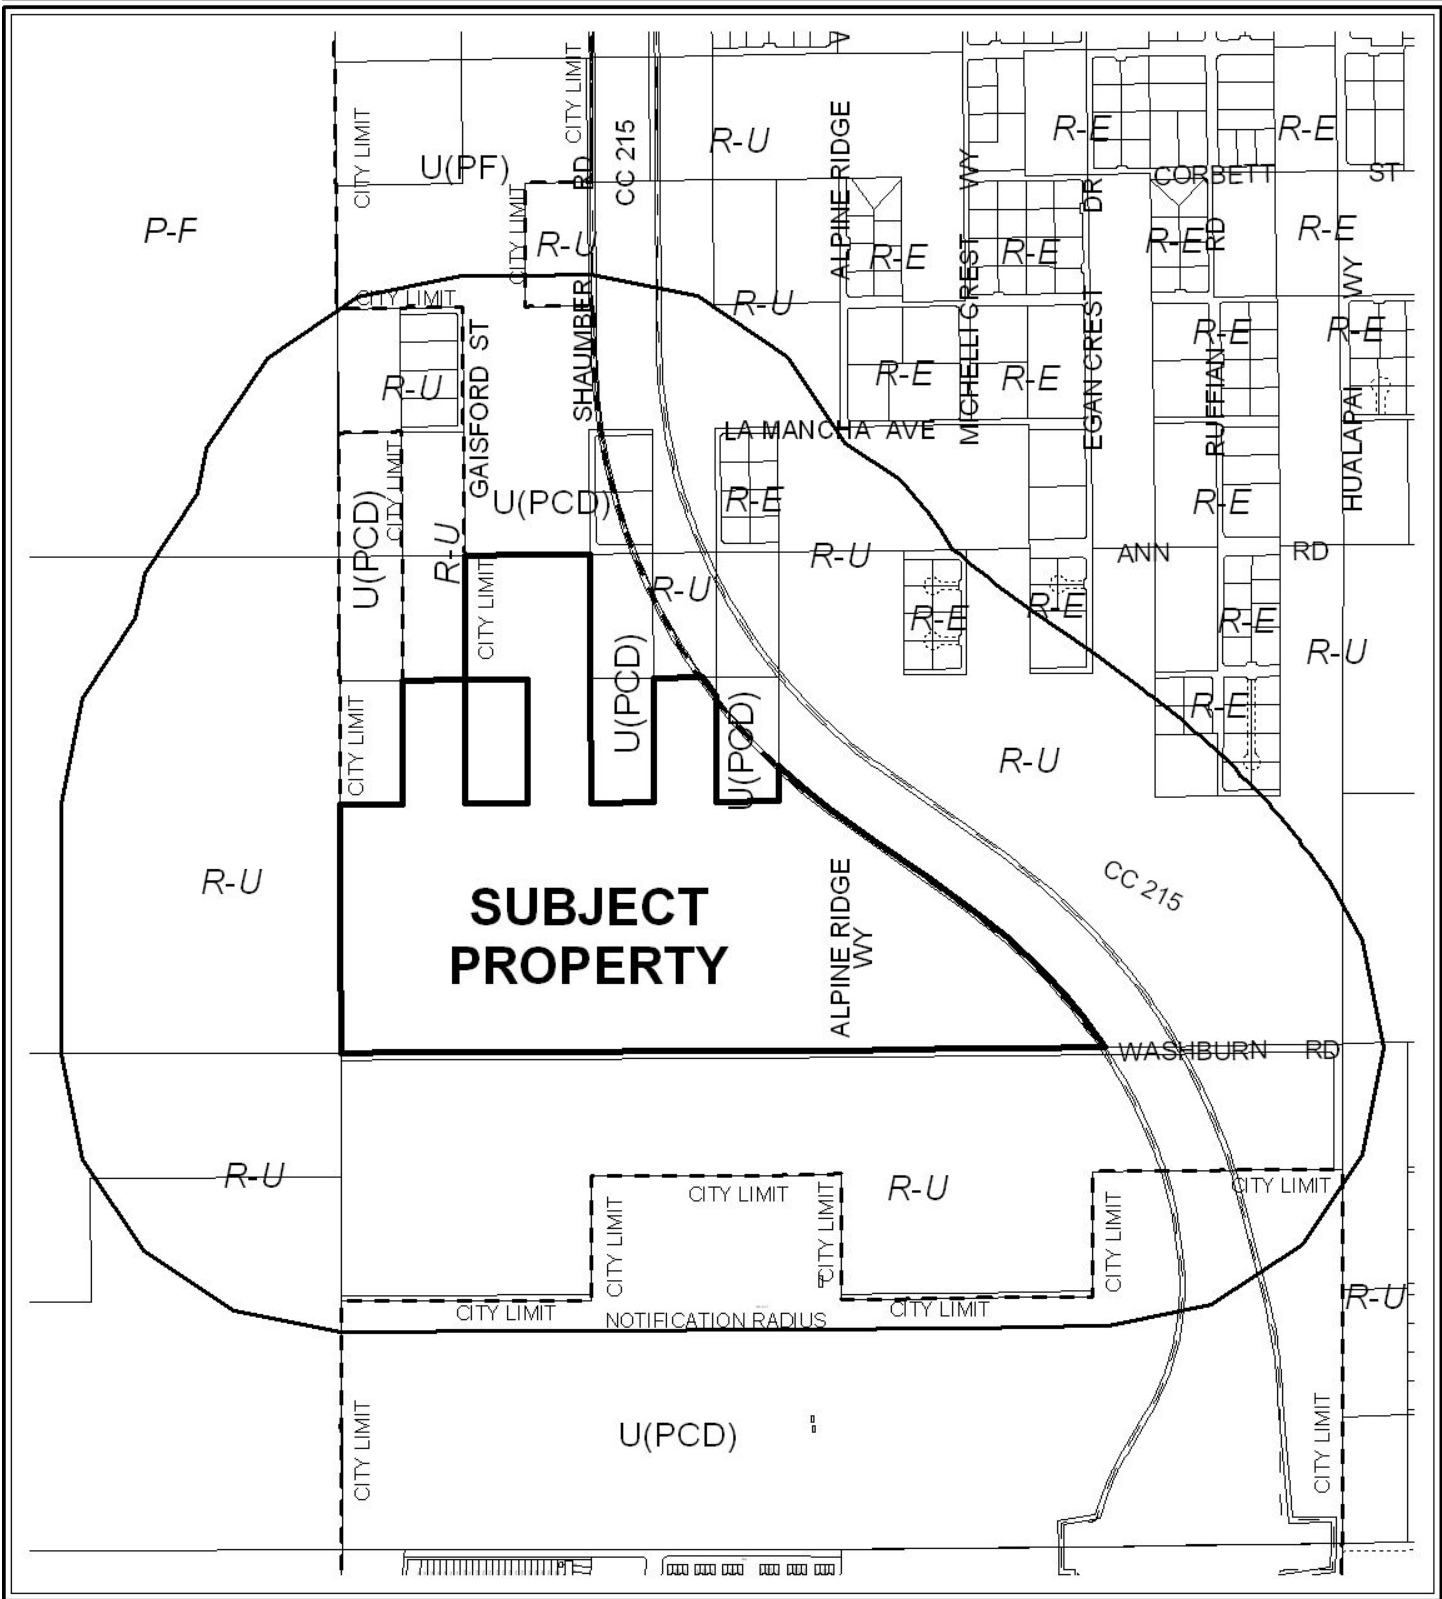 CITY LIMIT
CITY LIMIT
CC 215
R-U
ALPINE RIDGE
WY
R-E
R-E
U(PF)
CORBETT
ST
RD
DR
CITY LIMIT
P-F
R-U
R-E
R-E
R-E
RD
R-E
CITY LIMIT
GAISFORD ST
SHAUMBER
R-U
MICHELLI CREST
EGAN CREST
R-E
WY
R-E
R-U
R-E
R-E
RUFFIAN
HUALAPAI
LA MANCHA AVE
CITY LIMIT
U(PCD)
R-E
R-E
U(PCD)
R-U
R-U
ANN
RD
CITY LIMIT
R-U
R-E
R-E
R-E
R-U
U(PCD)
CITY LIMIT
U(PCD)
R-E
R-U
R-U
SUBJECT
PROPERTY
ALPINE RIDGE
WY
CC 215
WASHBURN
RD
R-U
R-U
CITY LIMIT
CITY LIMIT
CITY LIMIT
CITY LIMIT
CITY LIMIT
CITY LIMIT
CITY LIMIT
NOTIFICATION RADIUS
R-U
U(PCD)
CITY LIMIT
CITY LIMIT